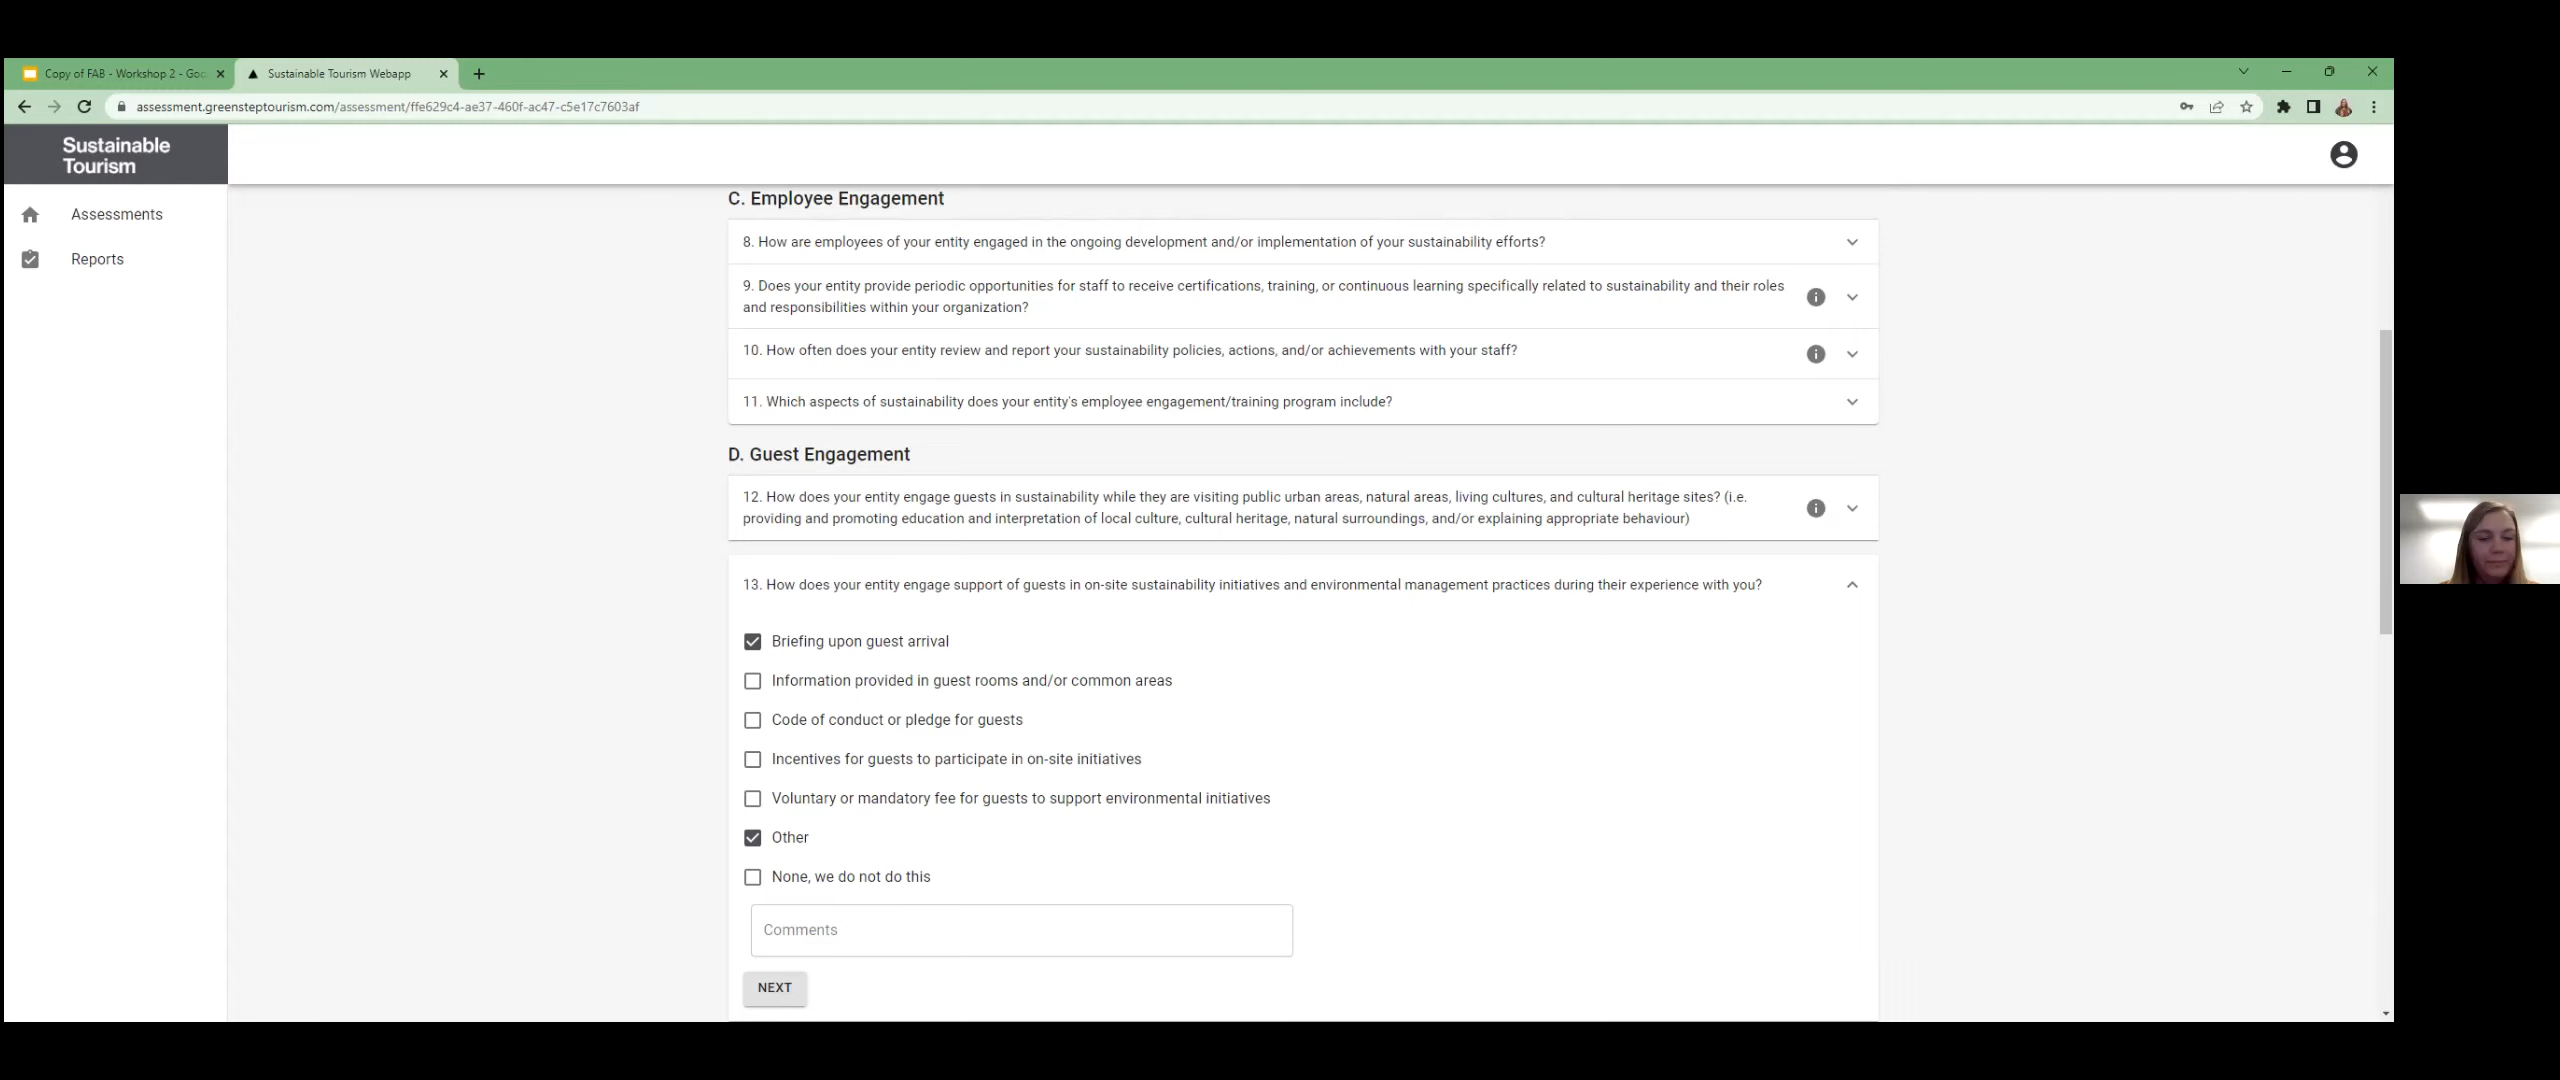 Copy of FAB - Workshop 2 - Goo
Sustainable Tourism Webapp
assessment.greensteptourism.com/assessment/ffe629c4-ae37-460f-ac47-c5e17c7603af
Sustainable
Tourism
Assessments
Reports
C. Employee Engagement
8. How are employees of your entity engaged in the ongoing development and/or implementation of your sustainability efforts?
9. Does your entity provide periodic opportunities for staff to receive certifications, training, or continuous learning specifically related to sustainability and their roles
and responsibilities within your organization?
10. How often does your entity review and report your sustainability policies, actions, and/or achievements with your staff?
11. Which aspects of sustainability does your entity's employee engagement/training program include?
D. Guest Engagement
12. How does your entity engage guests in sustainability while they are visiting public urban areas, natural areas, living cultures, and cultural heritage sites? (i.e.
providing and promoting education and interpretation of local culture, cultural heritage, natural surroundings, and/or explaining appropriate behaviour)
13. How does your entity engage support of guests in on-site sustainability initiatives and environmental management practices during their experience with you?
Briefing upon guest arrival
Information provided in guest rooms and/or common areas
Code of conduct or pledge for guests
Incentives for guests to participate in on-site initiatives
Voluntary or mandatory fee for guests to support environmental initiatives
Other
None, we do not do this
Comments
NEXT